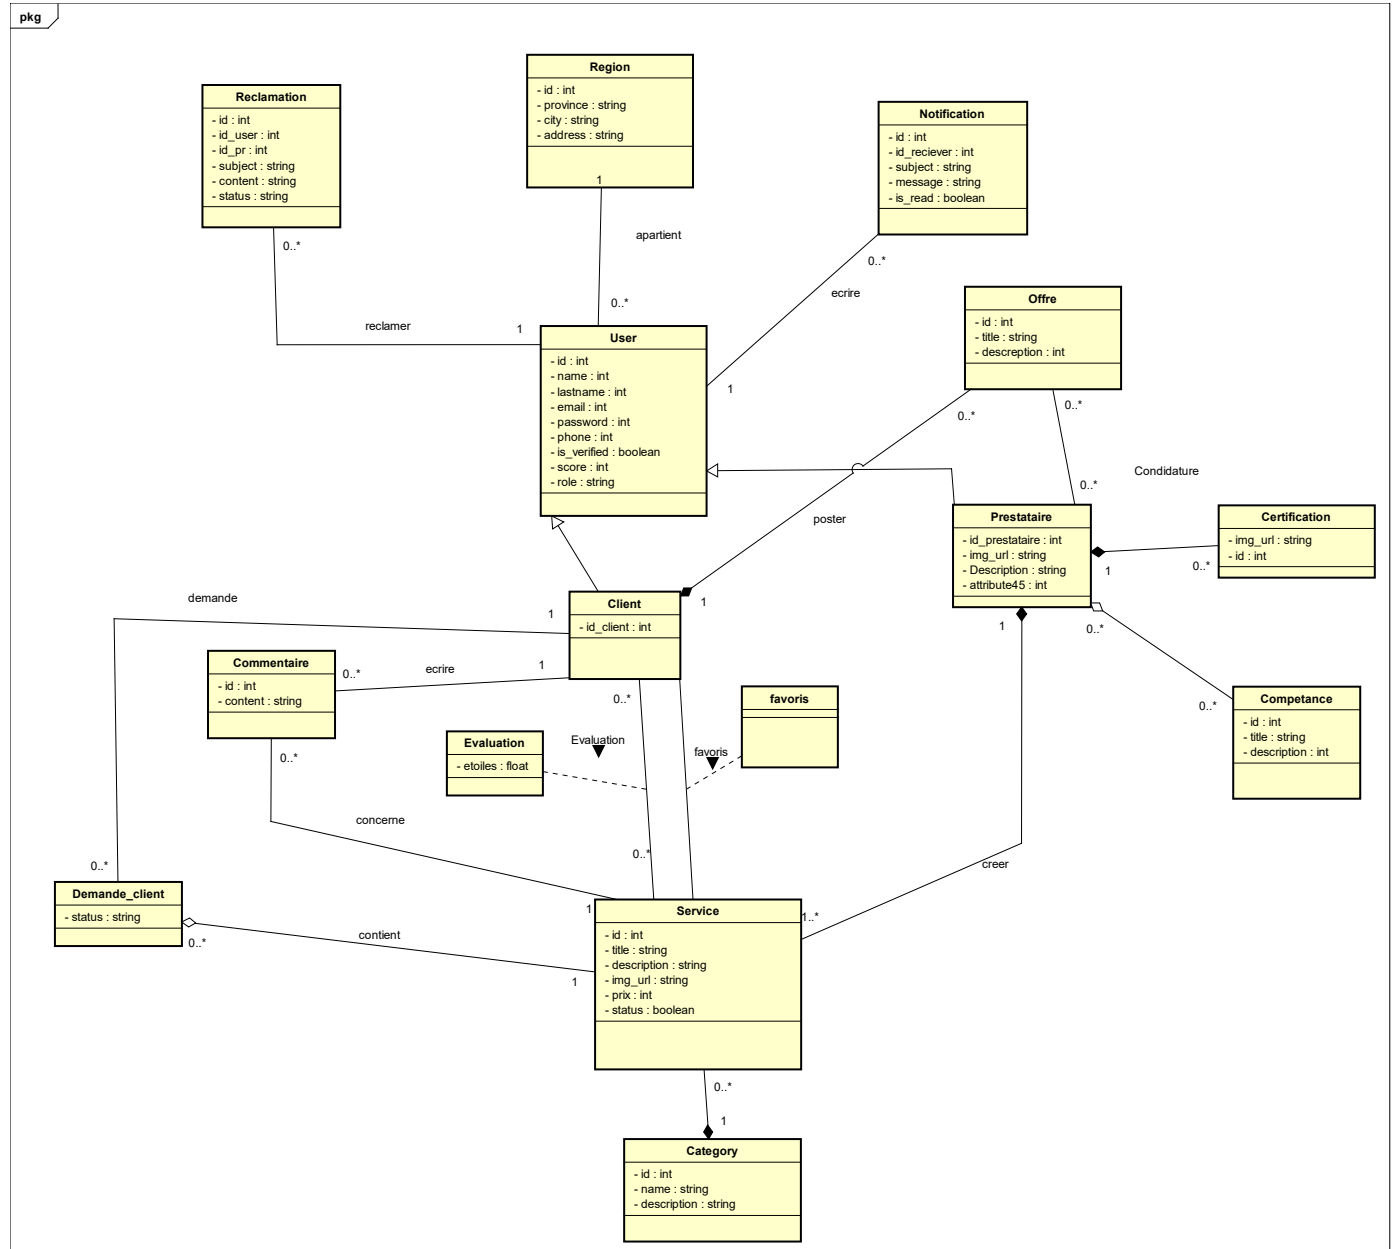 pkg
Region
- id : int
- province : string
- city : string
- address : string
1
Reclamation
- id : int
- id_user : int
- id_pr : int
- subject : string
- content : string
- status : string
0..*
Notification
- id : int
- id_reciever : int
- subject : string
- message : string
- is_read : boolean
0..*
apartient
0..*
ecrire
1
reclamer
1
Offre
- id : int
- title : string
- descreption : int
0..*
0..*
User
- id : int
- name : int
- lastname : int
- email : int
- password : int
- phone : int
- is_verified : boolean
- score : int
- role : string
poster
0..*
Condidature
Prestataire
- id_prestataire : int
- img_url : string
- Description : string
- attribute45 : int
1
1
0..*
Certification
- img_url : string
- id : int
0..*
Competance
- id : int
- title : string
- description : int
0..*
Client
- id_client : int
1
demande
1
ecrire
1
0..*
0..*
Commentaire
- id : int
- content : string
0..*
favoris
Evaluation
- etoiles : float
Evaluation
favoris
concerne
0..*
creer
0..*
Demande_client
- status : string
0..*
contient
1
1
1..*
Service
- id : int
- title : string
- description : string
- img_url : string
- prix : int
- status : boolean
0..*
1
Category
- id : int
- name : string
- description : string